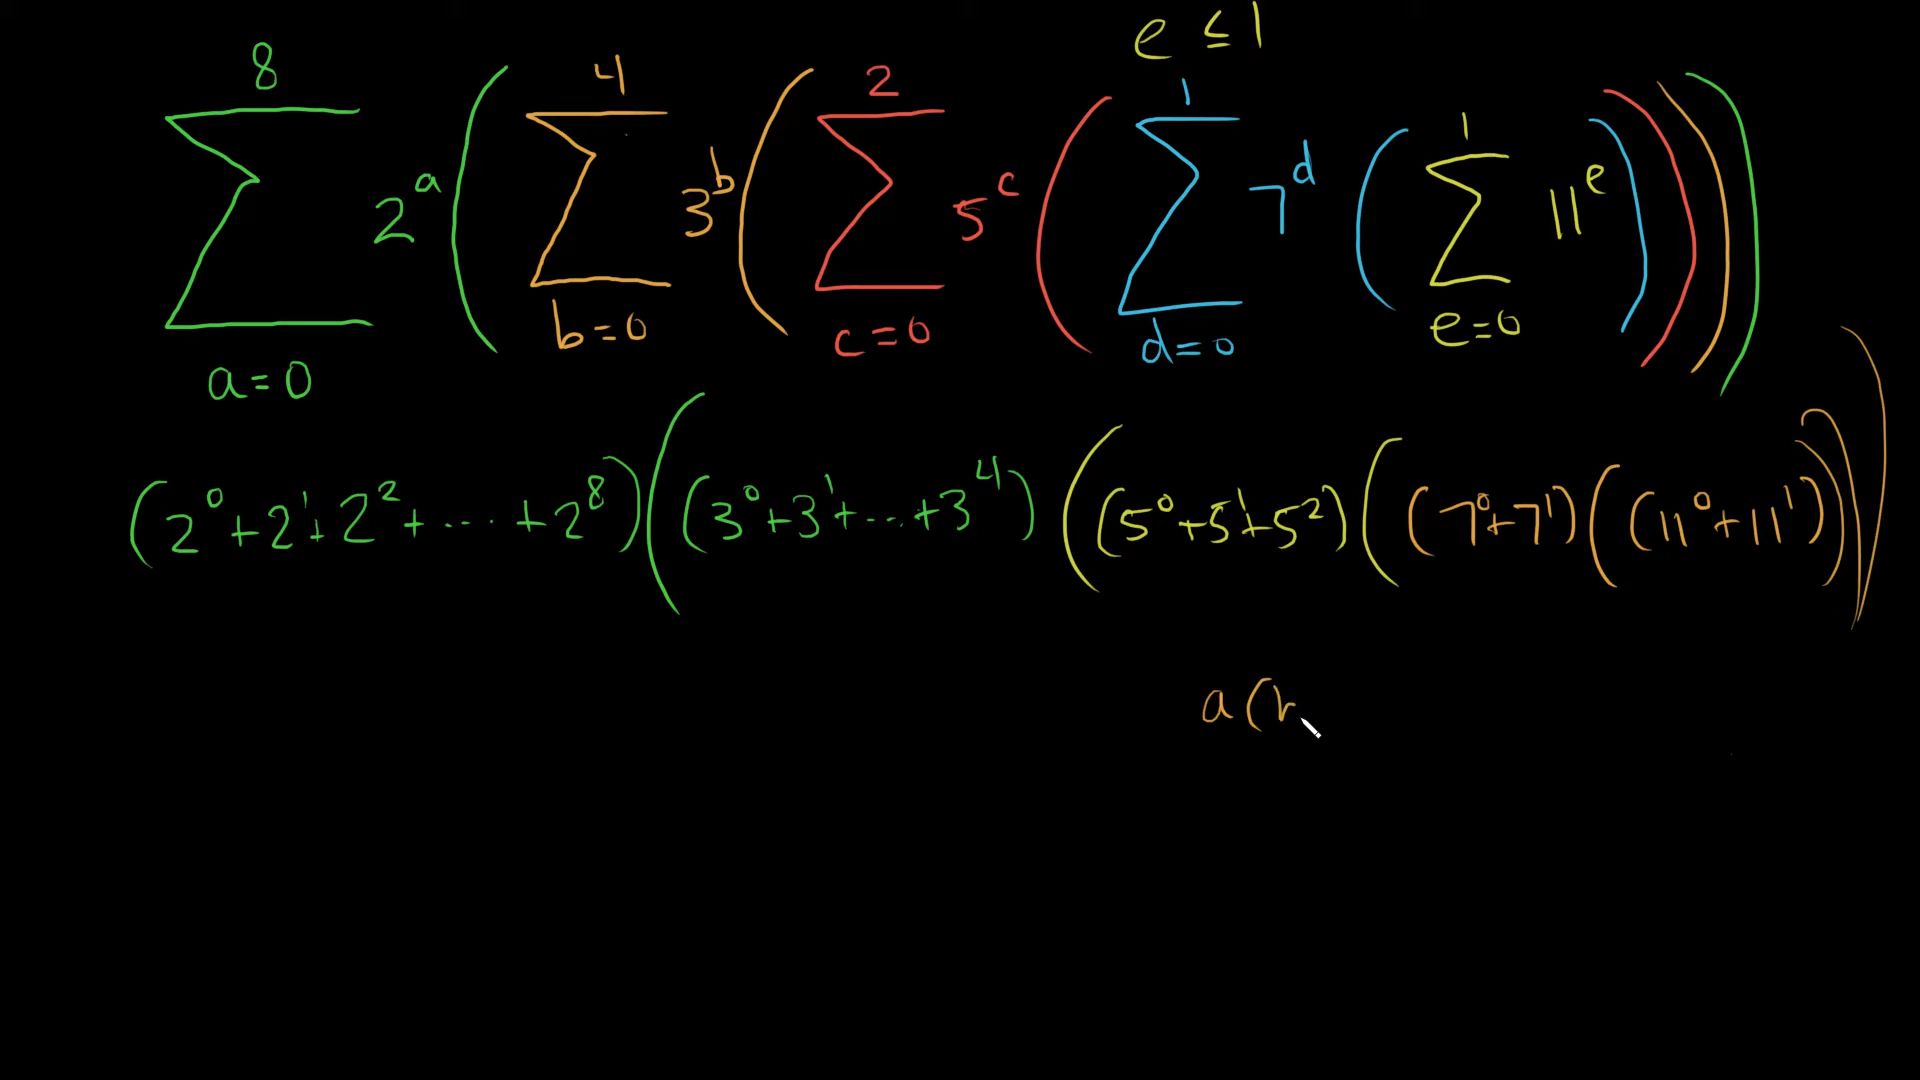 e ≤ 1
8 4 2 1 1
∑ 2^a ( ∑ 3^b ( ∑ 5^c ( ∑ 7^d ( ∑ 11^e ))))
a=0 b=0 c=0 d=0 e=0
(2^0+2^1+2^2+....+2^8)((3^0+3^1+...+3^4)((5^0+5^1+5^2)((7^0+7^1)((11^0+11^1))))
a(